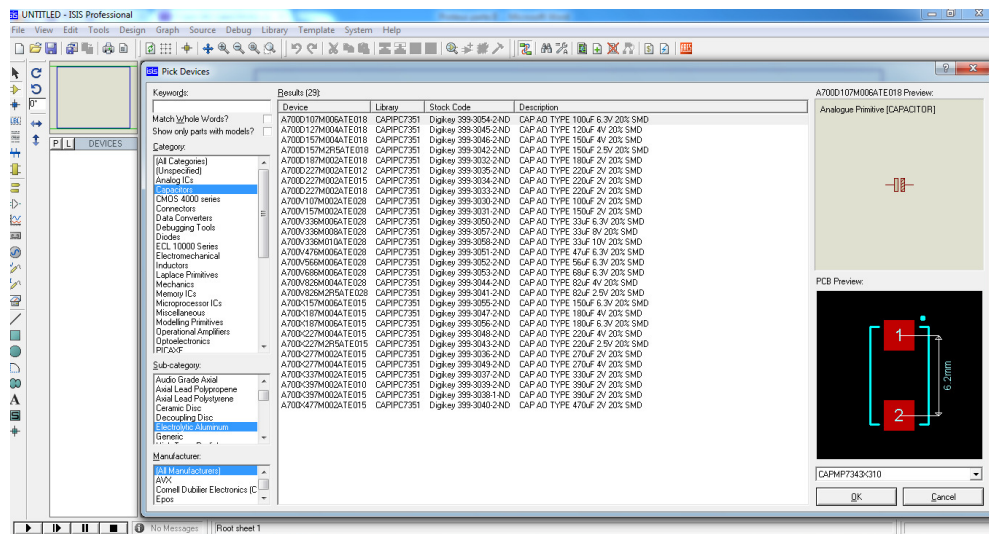 UNTITLED - ISIS Professional
File View Edit Tools Design Graph Source Debug Library Template System Help
Pick Devices
Keywords:
Match Whole Words?
Show only parts with models?
Category:
(All Categories)
(Unspecified)
Analog ICs
Capacitors
CMOS 4000 series
Connectors
Data Converters
Debugging Tools
Diodes
ECL 10000 Series
Electromechanical
Inductors
Laplace Primitives
Mechanics
Memory ICs
Microprocessor ICs
Miscellaneous
Modelling Primitives
Operational Amplifiers
Optoelectronics
PICAXE
Sub-category:
Audio Grade Axial
Axial Lead Polypropene
Axial Lead Polystyrene
Ceramic Disc
Decoupling Disc
Electrolytic Aluminum
Generic
Manufacturer:
(All Manufacturers)
AVX
Cornell Dubilier Electronics (C
Epos
Results (29):
Device Library Stock Code Description
A700D107M006ATE018 CAPIPC7351 Digikey 399-3054-2-ND CAP AO TYPE 100uF 6.3V 20% SMD
A700D127M004ATE018 CAPIPC7351 Digikey 399-3045-2-ND CAP AO TYPE 120uF 4V 20% SMD
A700D157M004ATE018 CAPIPC7351 Digikey 399-3046-2-ND CAP AO TYPE 150uF 4V 20% SMD
A700D157M2R5ATE018 CAPIPC7351 Digikey 399-3042-2-ND CAP AO TYPE 150uF 2.5V 20% SMD
A700D187M002ATE018 CAPIPC7351 Digikey 399-3032-2-ND CAP AO TYPE 180uF 2V 20% SMD
A700D227M002ATE012 CAPIPC7351 Digikey 399-3035-2-ND CAP AO TYPE 220uF 2V 20% SMD
A700D227M002ATE015 CAPIPC7351 Digikey 399-3034-2-ND CAP AO TYPE 220uF 2V 20% SMD
A700D227M002ATE018 CAPIPC7351 Digikey 399-3033-2-ND CAP AO TYPE 220uF 2V 20% SMD
A700V107M002ATE028 CAPIPC7351 Digikey 399-3030-2-ND CAP AO TYPE 100uF 2V 20% SMD
A700V157M002ATE028 CAPIPC7351 Digikey 399-3031-2-ND CAP AO TYPE 150uF 2V 20% SMD
A700V336M006ATE028 CAPIPC7351 Digikey 399-3050-2-ND CAP AO TYPE 33uF 6.3V 20% SMD
A700V336M008ATE028 CAPIPC7351 Digikey 399-3057-2-ND CAP AO TYPE 33uF 8V 20% SMD
A700V336M010ATE028 CAPIPC7351 Digikey 399-3058-2-ND CAP AO TYPE 33uF 10V 20% SMD
A700V476M006ATE028 CAPIPC7351 Digikey 399-3051-2-ND CAP AO TYPE 47uF 6.3V 20% SMD
A700V566M006ATE028 CAPIPC7351 Digikey 399-3052-2-ND CAP AO TYPE 56uF 6.3V 20% SMD
A700V686M006ATE028 CAPIPC7351 Digikey 399-3053-2-ND CAP AO TYPE 68uF 6.3V 20% SMD
A700V826M004ATE028 CAPIPC7351 Digikey 399-3044-2-ND CAP AO TYPE 82uF 4V 20% SMD
A700V826M2R5ATE028 CAPIPC7351 Digikey 399-3041-2-ND CAP AO TYPE 82uF 2.5V 20% SMD
A700X157M006ATE015 CAPIPC7351 Digikey 399-3055-2-ND CAP AO TYPE 150uF 6.3V 20% SMD
A700X187M004ATE015 CAPIPC7351 Digikey 399-3047-2-ND CAP AO TYPE 180uF 4V 20% SMD
A700X187M006ATE015 CAPIPC7351 Digikey 399-3056-2-ND CAP AO TYPE 180uF 6.3V 20% SMD
A700X227M004ATE015 CAPIPC7351 Digikey 399-3048-2-ND CAP AO TYPE 220uF 4V 20% SMD
A700X227M2R5ATE015 CAPIPC7351 Digikey 399-3043-2-ND CAP AO TYPE 220uF 2.5V 20% SMD
A700X277M002ATE015 CAPIPC7351 Digikey 399-3036-2-ND CAP AO TYPE 270uF 2V 20% SMD
A700X277M004ATE015 CAPIPC7351 Digikey 399-3049-2-ND CAP AO TYPE 270uF 4V 20% SMD
A700X337M002ATE015 CAPIPC7351 Digikey 399-3037-2-ND CAP AO TYPE 330uF 2V 20% SMD
A700X397M002ATE010 CAPIPC7351 Digikey 399-3039-2-ND CAP AO TYPE 390uF 2V 20% SMD
A700X397M002ATE015 CAPIPC7351 Digikey 399-3038-1-ND CAP AO TYPE 390uF 2V 20% SMD
A700X477M002ATE015 CAPIPC7351 Digikey 399-3040-2-ND CAP AO TYPE 470uF 2V 20% SMD
A700D107M006ATE018 Preview:
Analogue Primitive [CAPACITOR]
PCB Preview:
1
6.2mm
2
CAPMP7343X310
OK
Cancel
0°
P L DEVICES
No Messages
Root sheet 1